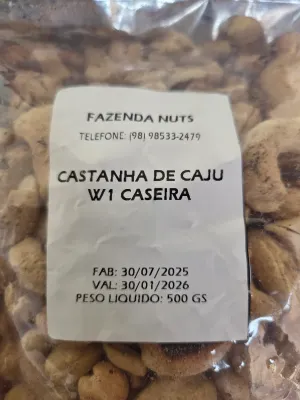 FAZENDA NUTS
TELEFONE: (98) 98533-2479
CASTANHA DE CAJU
W1 CASEIRA
FAB: 30/07/2025
VAL: 30/01/2026
PESO LIQUIDO: 500 GS